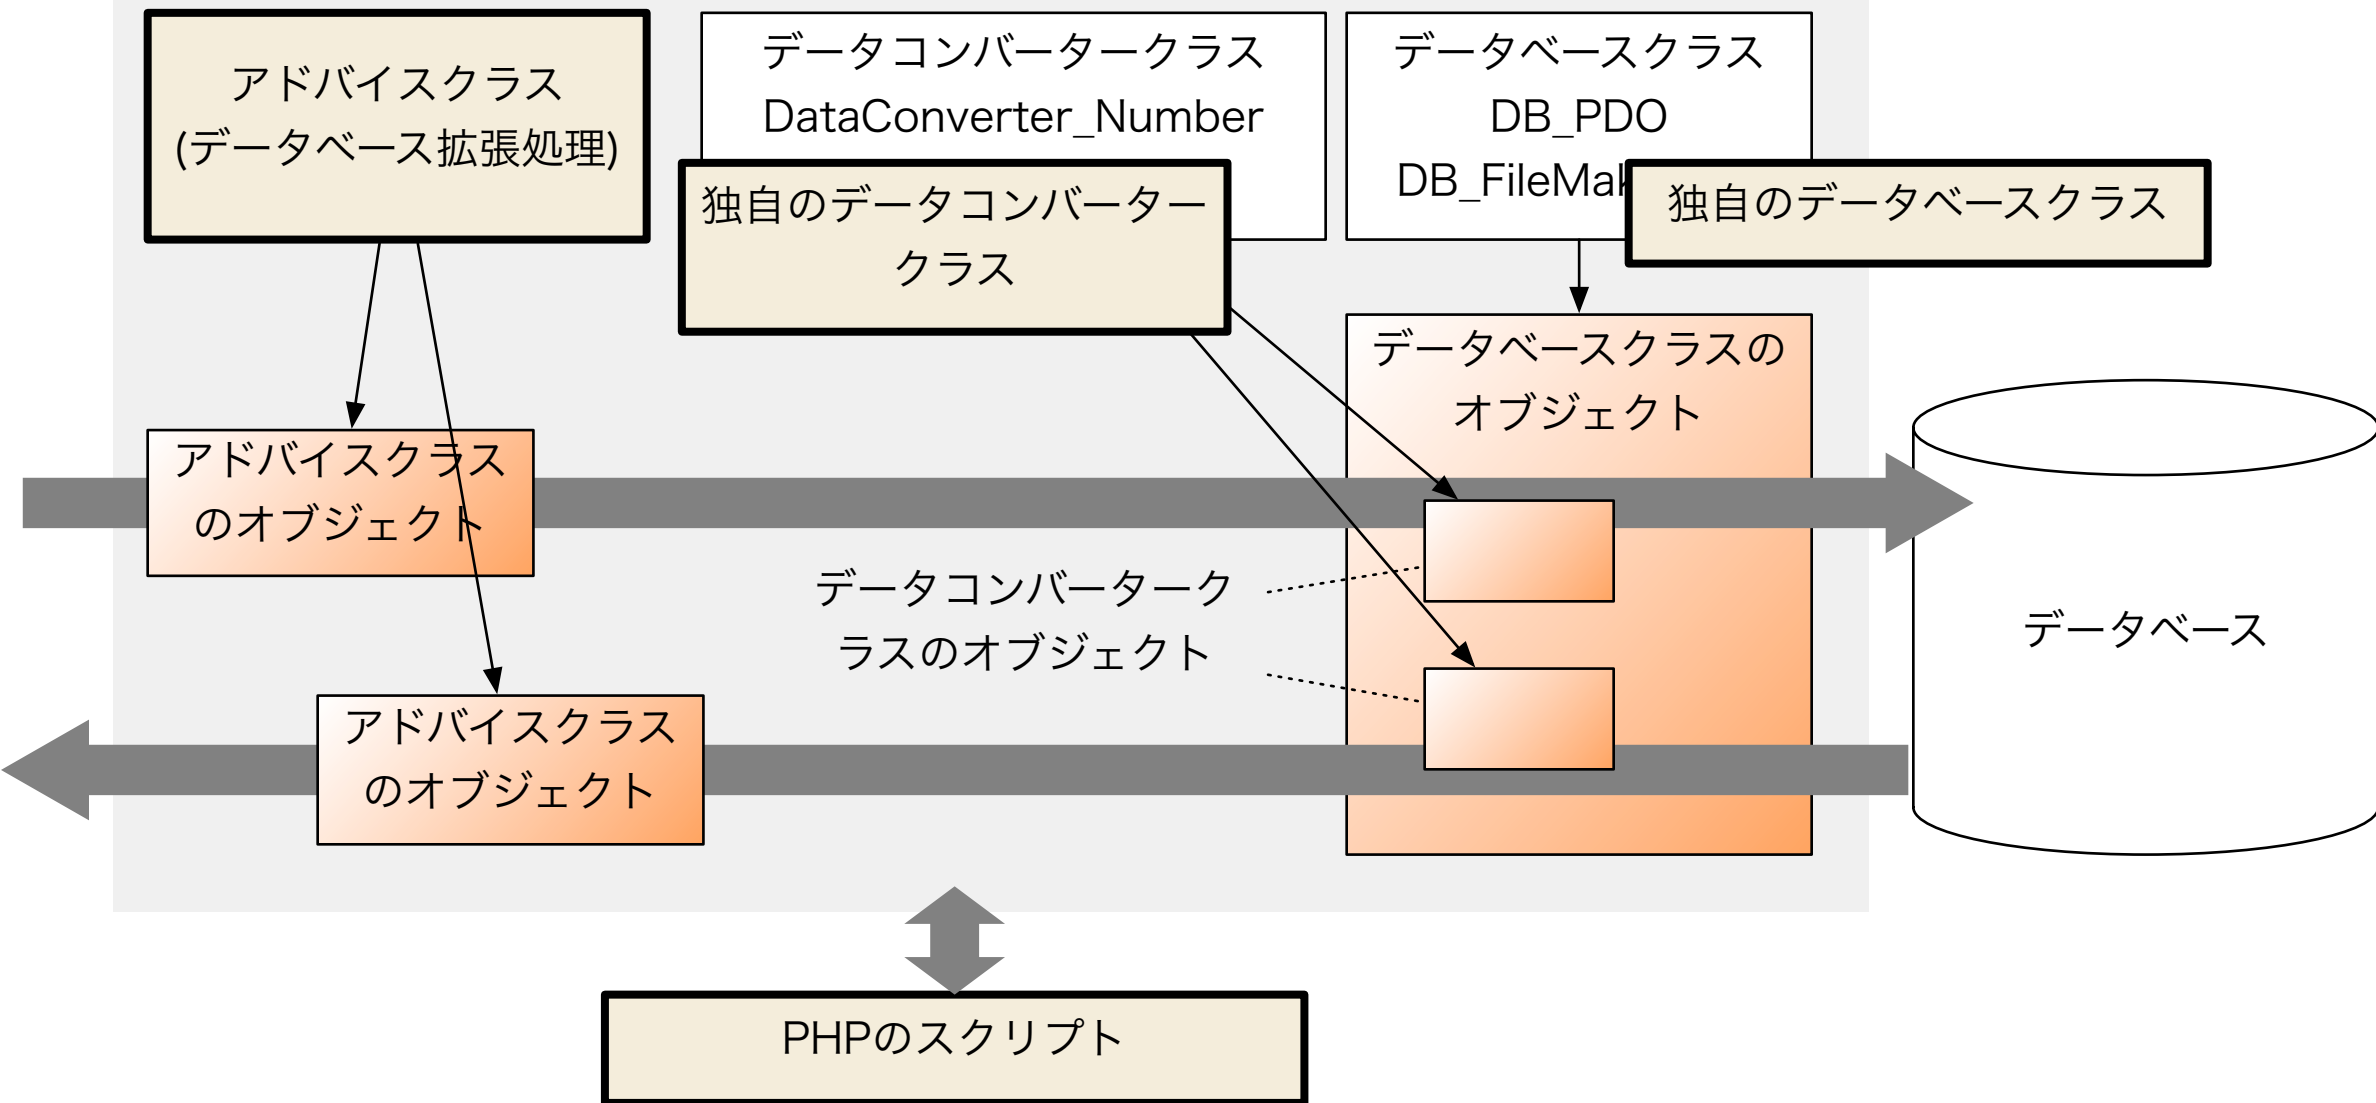 アドバイスクラス
(データベース拡張処理)
データコンバータークラス
DataConverter_Number
独自のデータコンバーター
クラス
データベースクラス
DB_PDO
DB_FileMak
独自のデータベースクラス
データベースクラスの
オブジェクト
アドバイスクラス
のオブジェクト
データコンバーターク
ラスのオブジェクト
データベース
アドバイスクラス
のオブジェクト
PHPのスクリプト